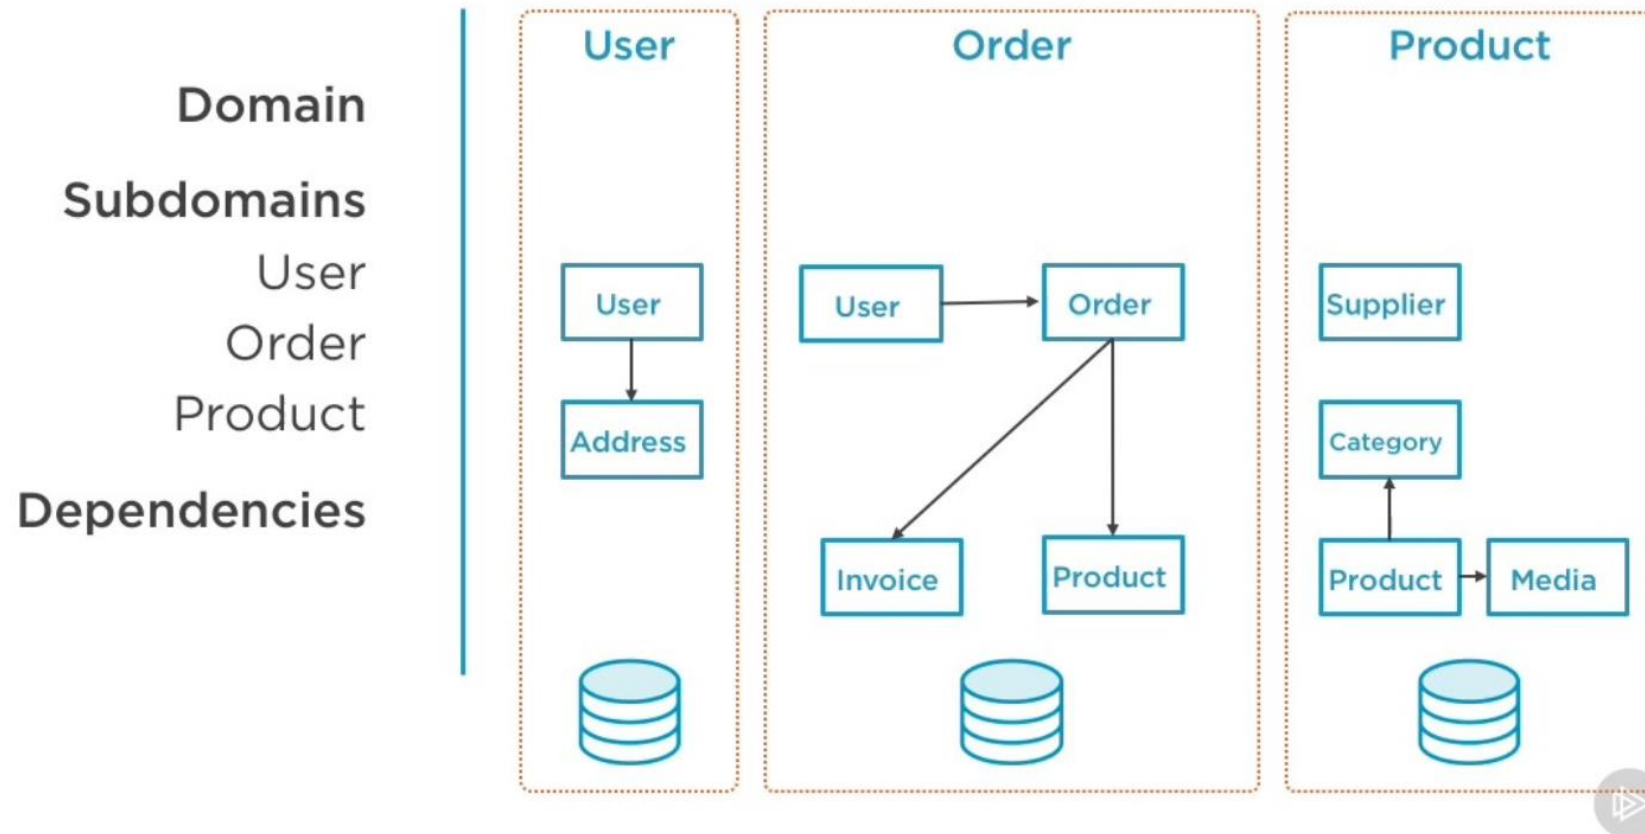 Domain
Subdomains
User
Order
Product
Dependencies
User
User
Address
Order
User
Order
Invoice
Product
Product
Supplier
Category
Product
Media